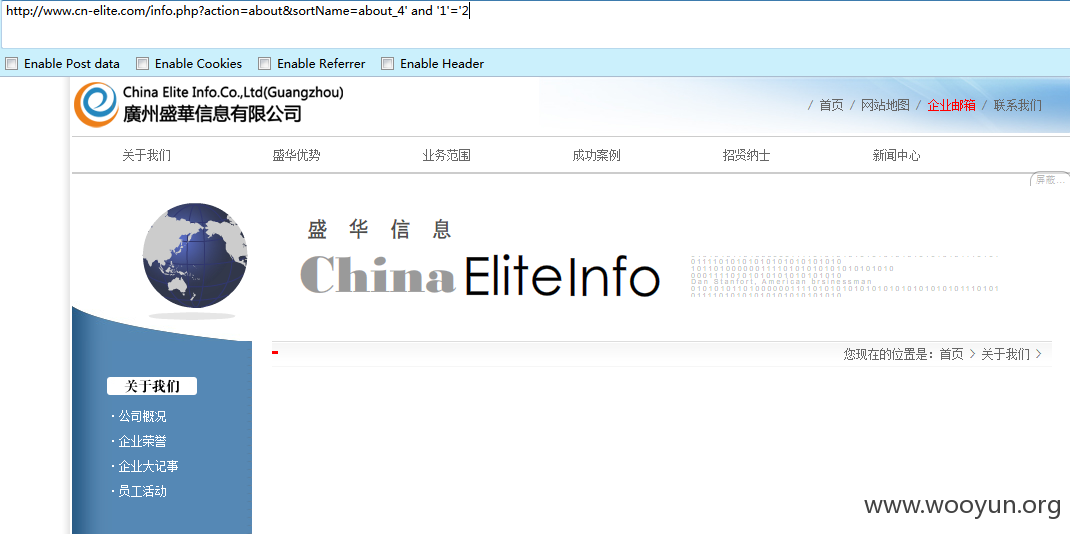 http://www.cn-elite.com/info.php?action=about&sortName=about_4' and '1'='2
Enable Post data Enable Cookies Enable Referrer Enable Header
China Elite Info.Co.,Ltd(Guangzhou)
廣州盛華信息有限公司
/ 首页 / 网站地图 / 企业邮箱 / 联系我们
关于我们 盛华优势 业务范围 成功案例 招贤纳士 新闻中心
屏蔽...
盛 华 信 息
China EliteInfo
Dan Stanfort, American brsinessman
您现在的位置是：首页 > 关于我们 >
关于我们
· 公司概况
· 企业荣誉
· 企业大记事
· 员工活动
www.wooyun.org